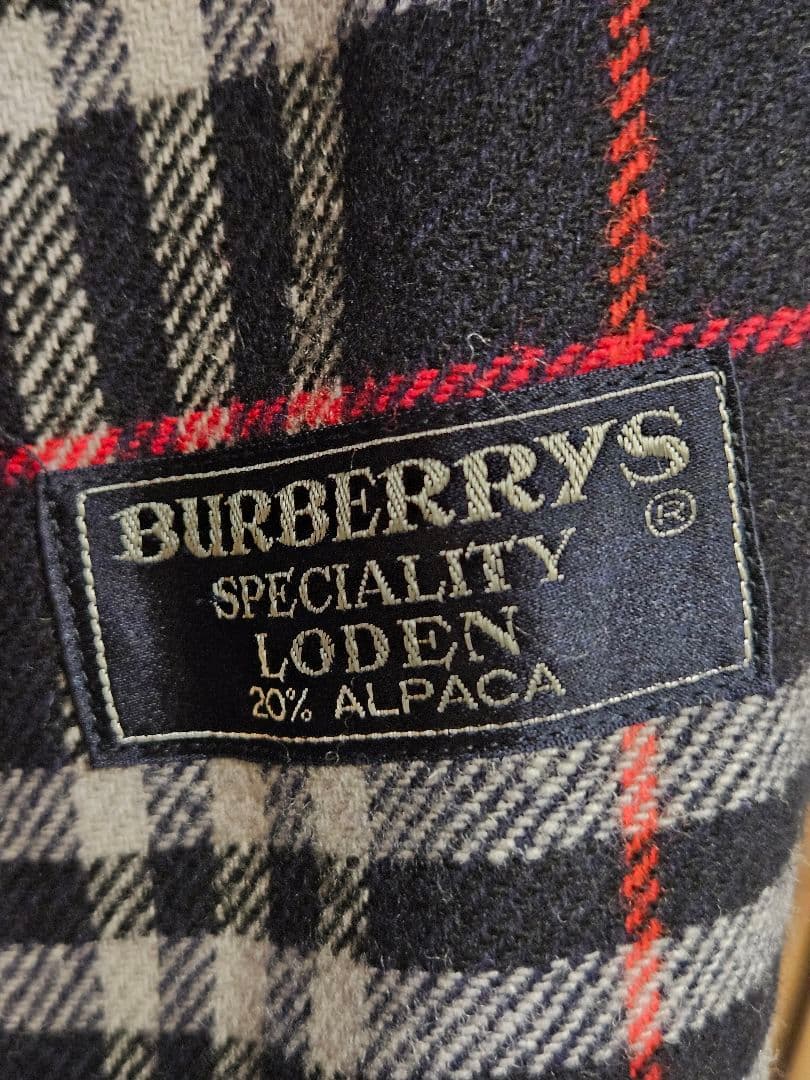 BURBERRYS
®
SPECIALITY
LODEN
20% ALPACA